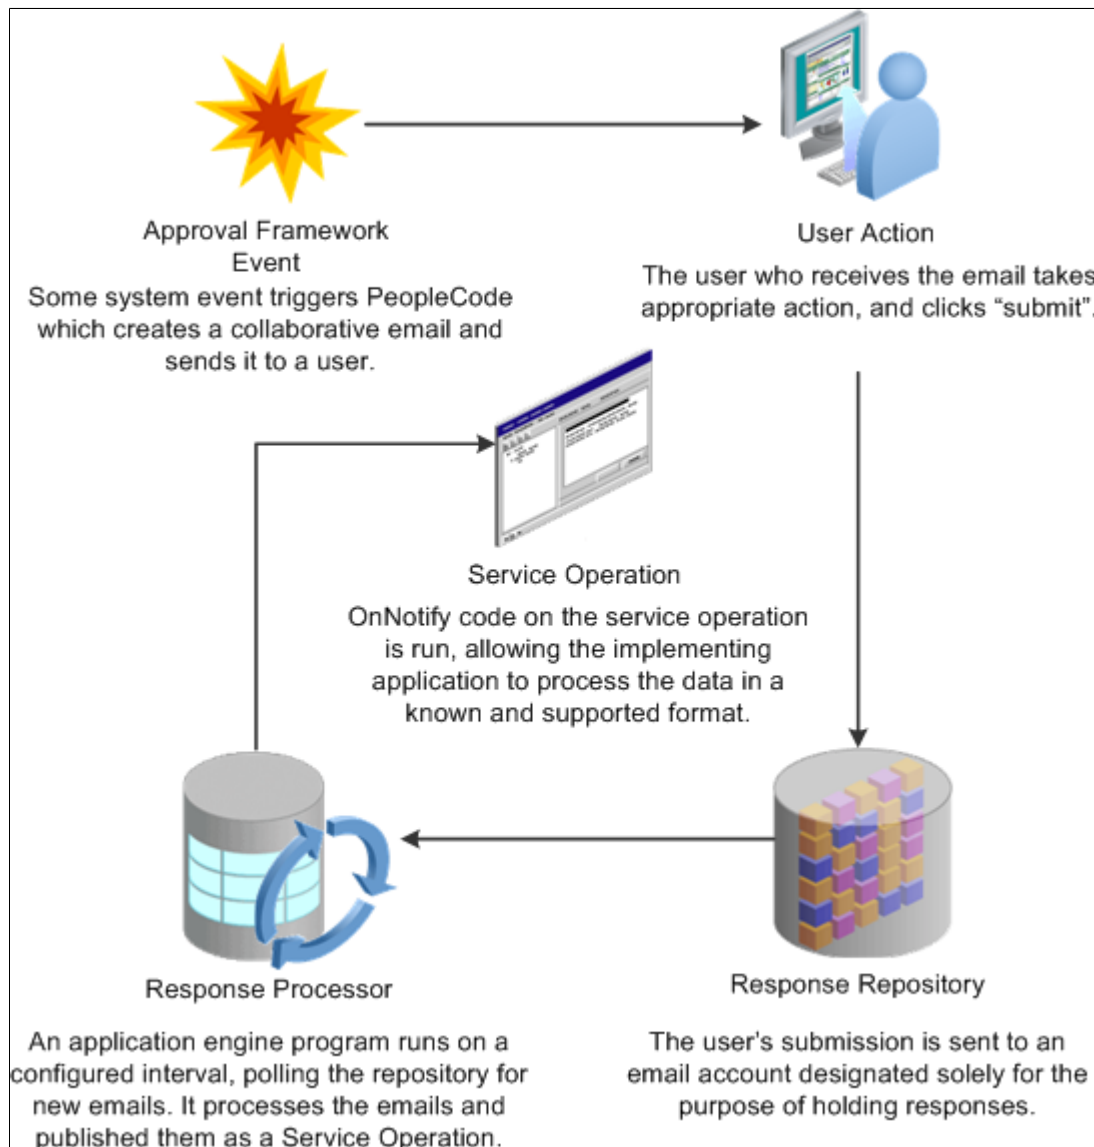 Approval Framework
Event
Some system event triggers PeopleCode
which creates a collaborative email and
sends it to a user.
User Action
The user who receives the email takes
appropriate action, and clicks “submit”.
Service Operation
OnNotify code on the service operation
is run, allowing the implementing
application to process the data in a
known and supported format.
Response Processor
An application engine program runs on a
configured interval, polling the repository for
new emails. It processes the emails and
published them as a Service Operation.
Response Repository
The user’s submission is sent to an
email account designated solely for the
purpose of holding responses.